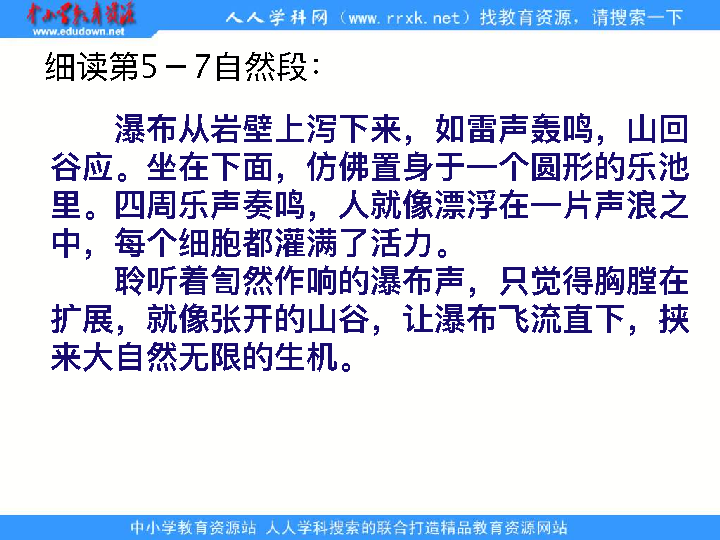 中小学教育资源
www.edudown.net
人人学科网（www.rrxk.net）找教育资源，请搜索一下
细读第5－7自然段：
瀑布从岩壁上泻下来，如雷声轰鸣，山回
谷应。坐在下面，仿佛置身于一个圆形的乐池
里。四周乐声奏鸣，人就像漂浮在一片声浪之
中，每个细胞都灌满了活力。
聆听着訇然作响的瀑布声，只觉得胸膛在
扩展，就像张开的山谷，让瀑布飞流直下，挟
来大自然无限的生机。
中小学教育资源站 人人学科搜索的联合打造精品教育资源网站